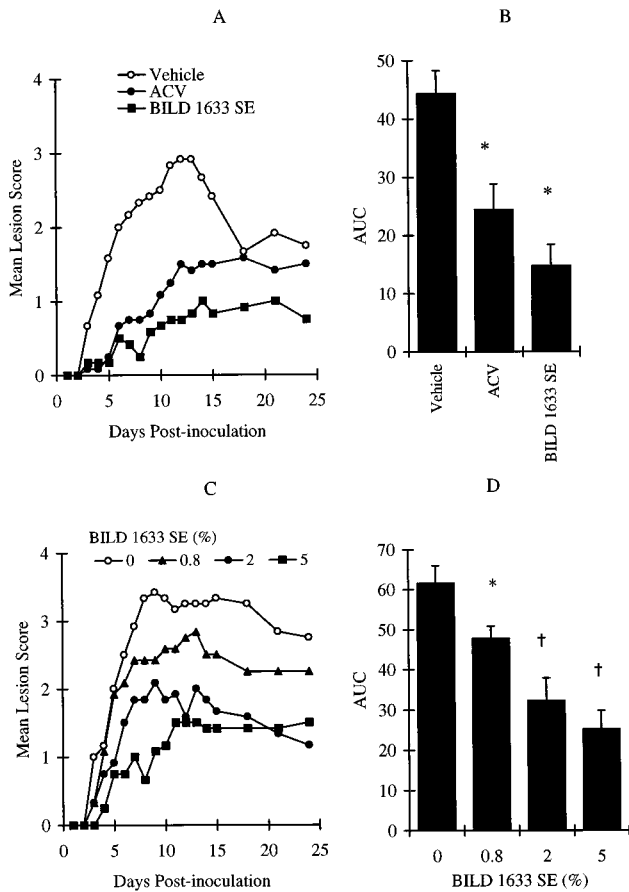 A
B
Vehicle
ACV
BILD 1633 SE
4
3
2
1
0
Mean Lesion Score
0 5 10 15 20 25
Days Post-inoculation
50
40
30
20
10
0
AUC
Vehicle
ACV
BILD 1633 SE
*
*
C
D
BILD 1633 SE (%)
0 0.8 2 5
4
3
2
1
0
Mean Lesion Score
0 5 10 15 20 25
Days Post-inoculation
70
60
50
40
30
20
10
0
AUC
*
†
†
0 0.8 2 5
BILD 1633 SE (%)